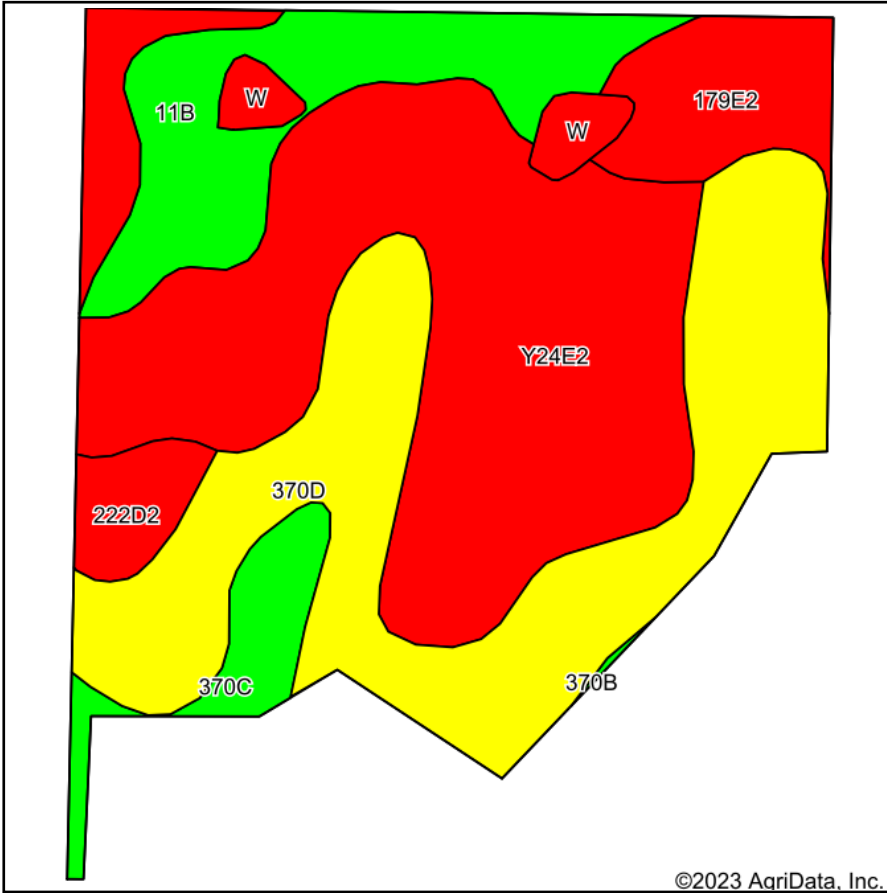 W
179E2
11B
W
Y24E2
370D
222D2
370B
370C
©2023 AgriData, Inc.